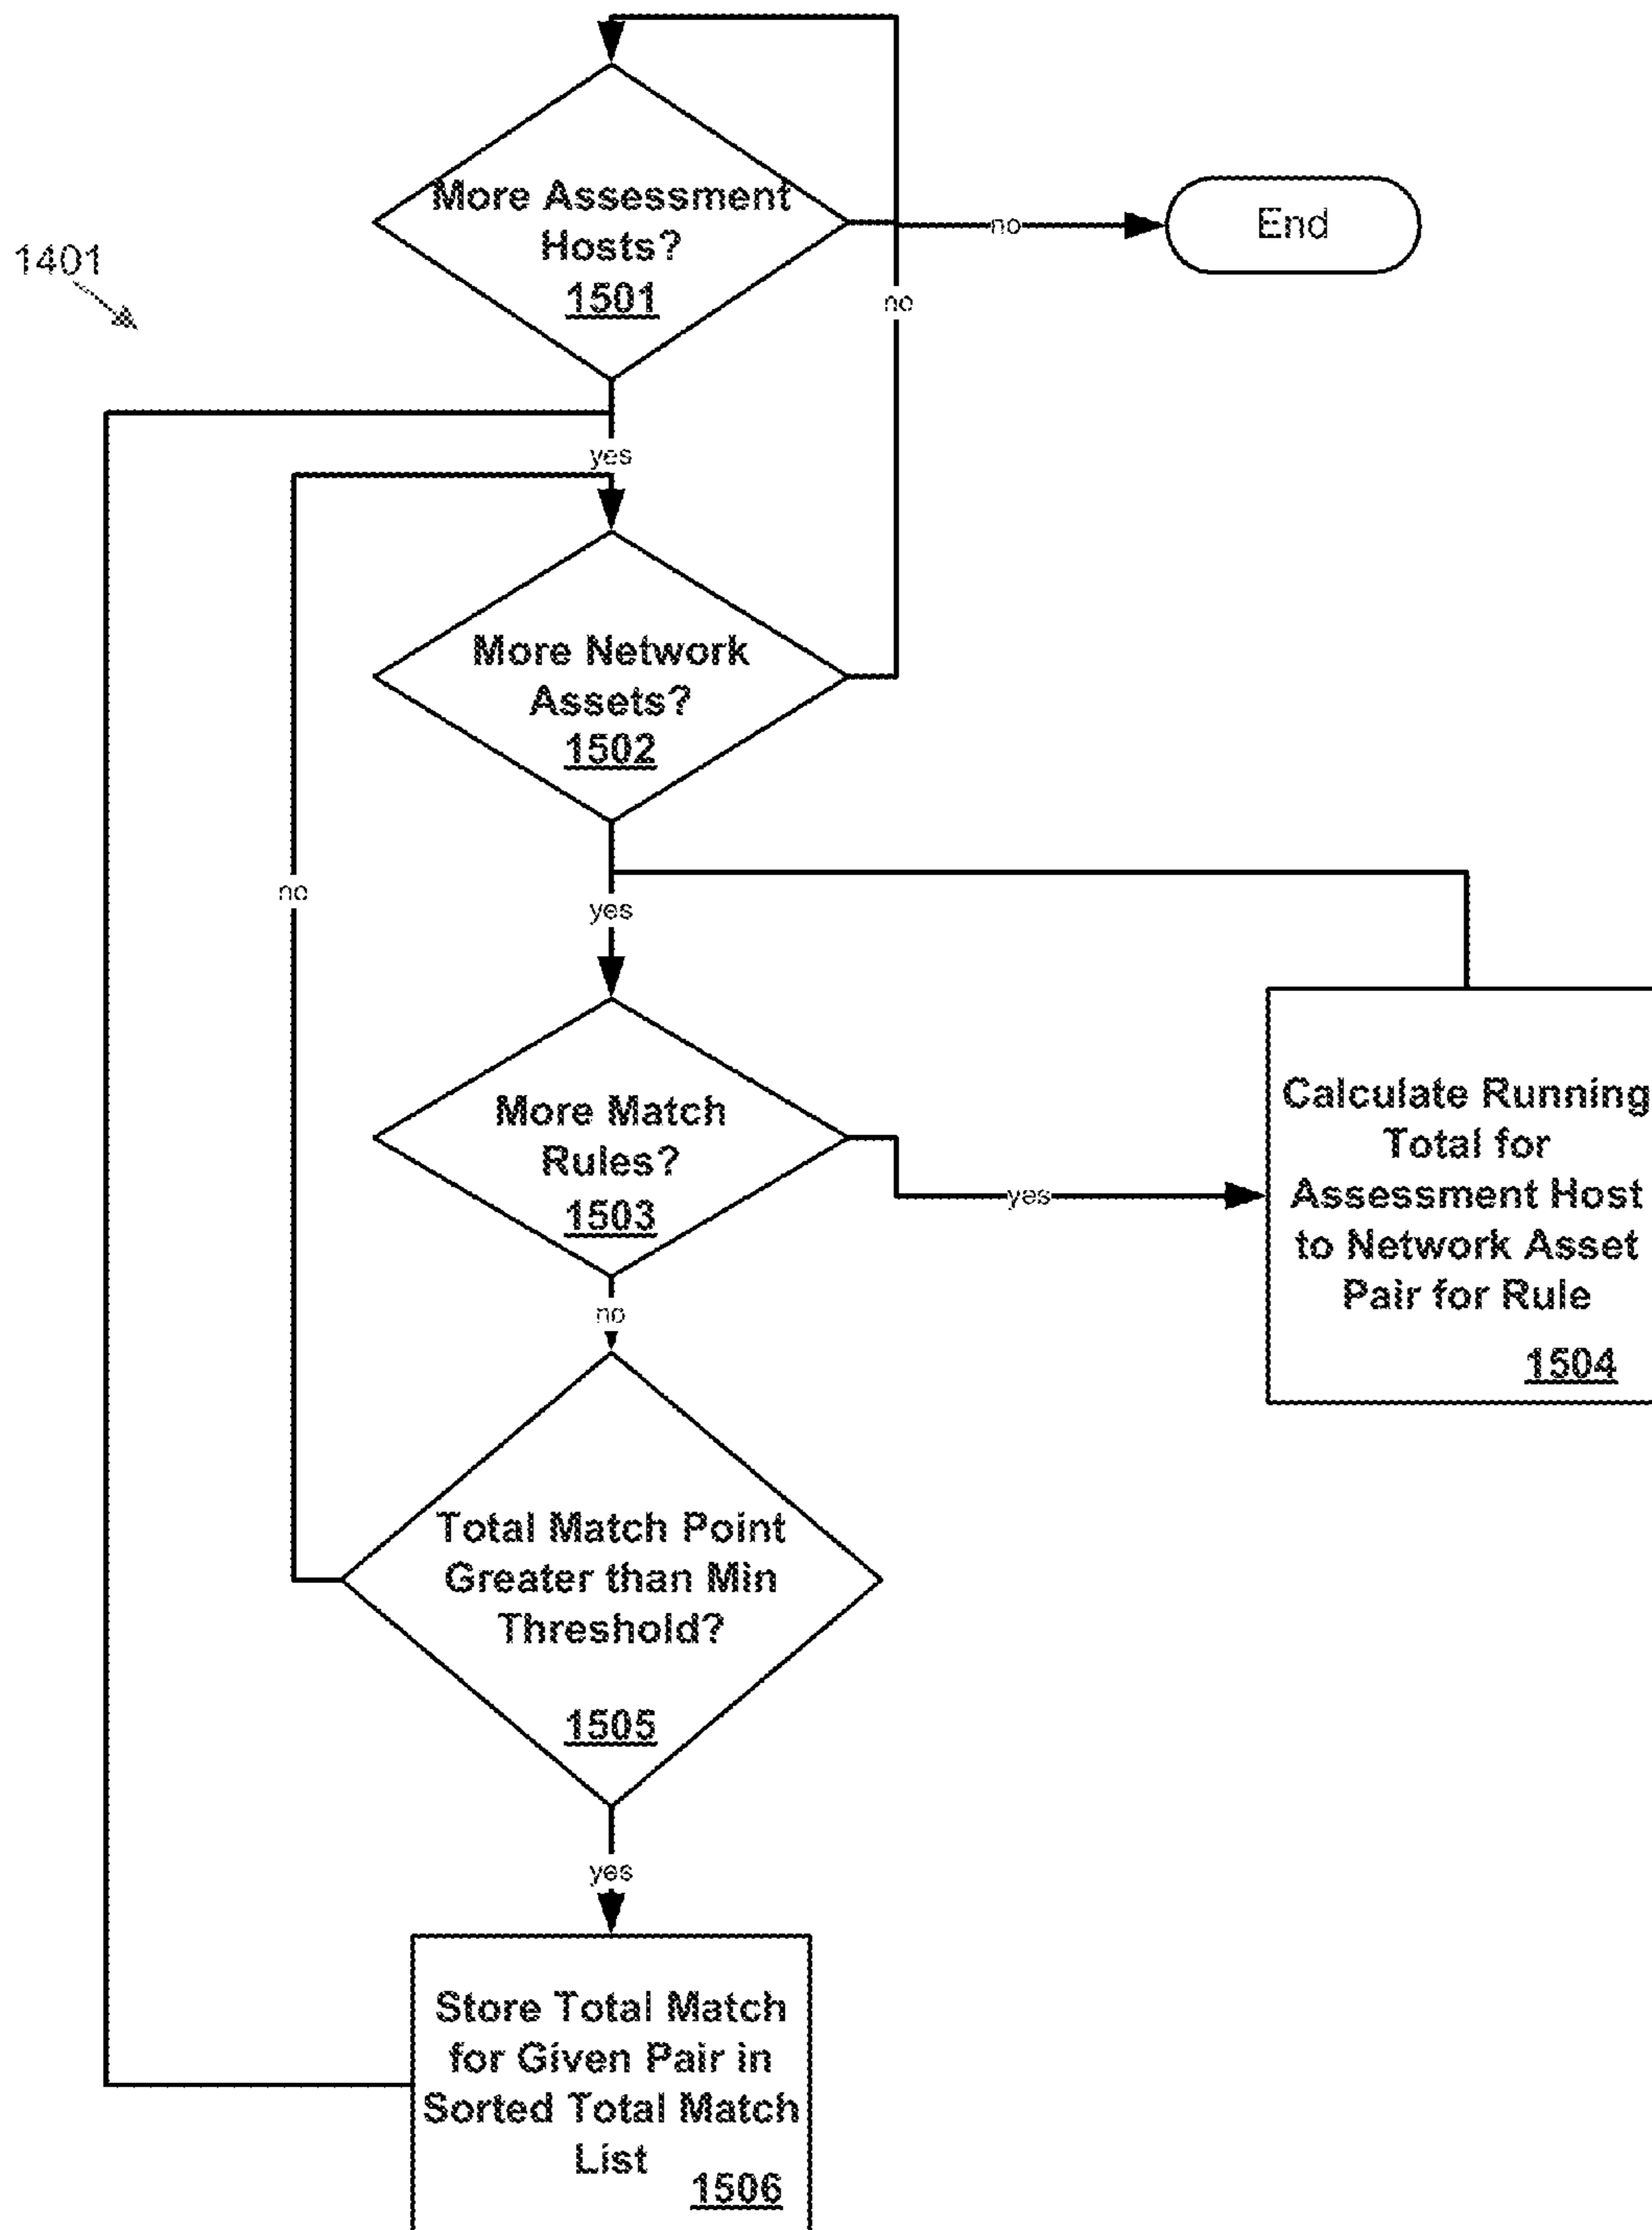 More Assessment
Hosts?
1501
no
End
1401
no
yes
More Network
Assets?
1502
no
yes
More Match
Rules?
1503
yes
Calculate Running
Total for
Assessment Host
to Network Asset
Pair for Rule
1504
no
Total Match Point
Greater than Min
Threshold?
1505
yes
Store Total Match
for Given Pair in
Sorted Total Match
List
1506